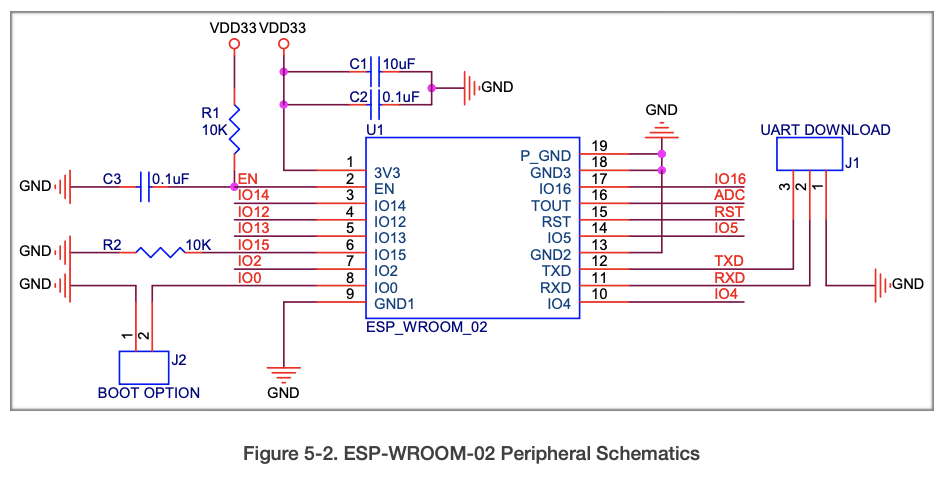 VDD33 VDD33
C1 10uF
GND
C2 0.1uF
R1
10K
U1
GND
UART DOWNLOAD
J1
3 2 1
GND C3 0.1uF
EN
IO14
IO12
IO13
GND R2 10K IO15
IO2
GND IO0
1 3V3
2 EN
3 IO14
4 IO12
5 IO13
6 IO15
7 IO2
8 IO0
9 GND1
P_GND 19
GND3 18
IO16 17 IO16
TOUT 16 ADC
RST 15 RST
IO5 14 IO5
GND2 13
TXD 12 TXD
RXD 11 RXD
IO4 10 IO4
GND
ESP_WROOM_02
1 2
J2
BOOT OPTION
GND
Figure 5-2. ESP-WROOM-02 Peripheral Schematics